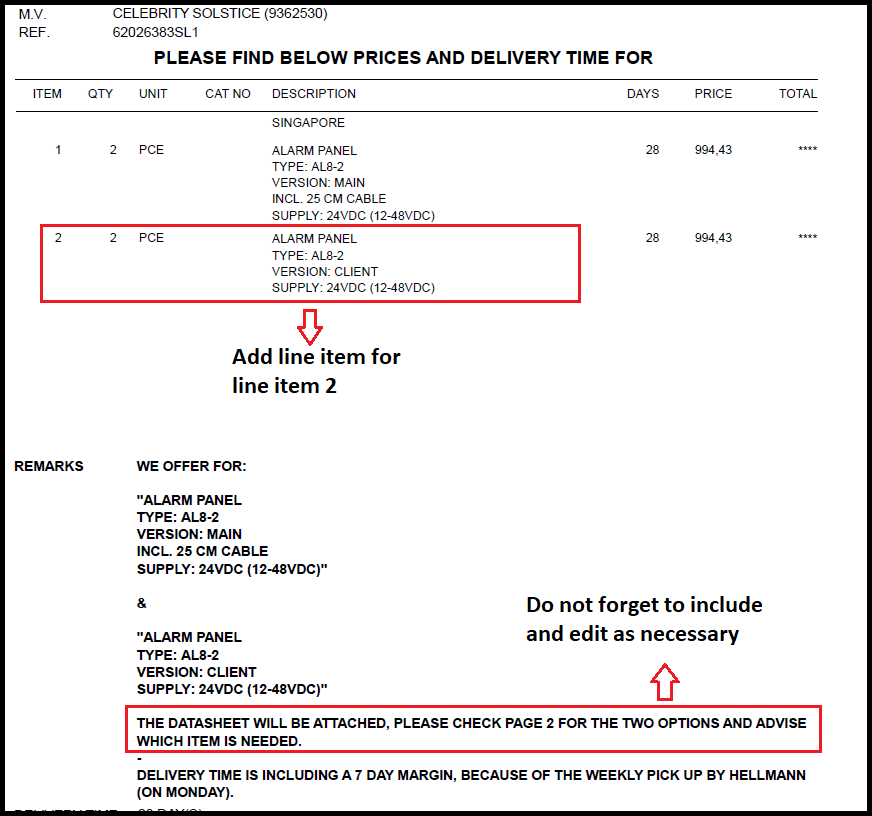 M.V. CELEBRITY SOLSTICE (9362530)
REF. 62026383SL1
PLEASE FIND BELOW PRICES AND DELIVERY TIME FOR
ITEM QTY UNIT CAT NO DESCRIPTION DAYS PRICE TOTAL
SINGAPORE
1 2 PCE ALARM PANEL 28 994,43 ****
TYPE: AL8-2
VERSION: MAIN
INCL. 25 CM CABLE
SUPPLY: 24VDC (12-48VDC)
2 2 PCE ALARM PANEL 28 994,43 ****
TYPE: AL8-2
VERSION: CLIENT
SUPPLY: 24VDC (12-48VDC)
Add line item for
line item 2
REMARKS WE OFFER FOR:
"ALARM PANEL
TYPE: AL8-2
VERSION: MAIN
INCL. 25 CM CABLE
SUPPLY: 24VDC (12-48VDC)"
&
"ALARM PANEL
TYPE: AL8-2
VERSION: CLIENT
SUPPLY: 24VDC (12-48VDC)"
Do not forget to include
and edit as necessary
THE DATASHEET WILL BE ATTACHED, PLEASE CHECK PAGE 2 FOR THE TWO OPTIONS AND ADVISE
WHICH ITEM IS NEEDED.
-
DELIVERY TIME IS INCLUDING A 7 DAY MARGIN, BECAUSE OF THE WEEKLY PICK UP BY HELLMANN
(ON MONDAY).